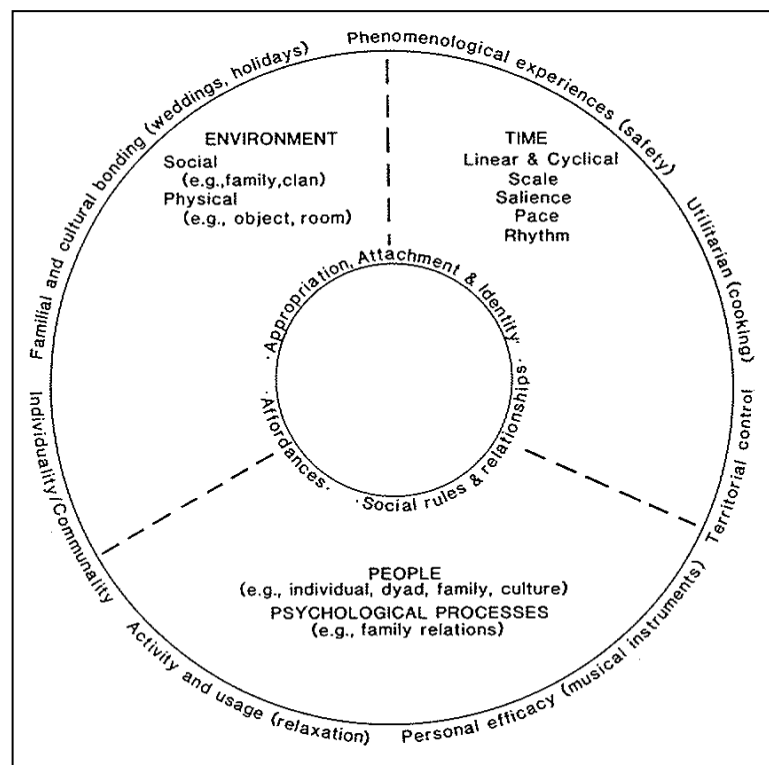 Phenomenological experiences (safety)
Utilitarian (cooking)
Territorial control
Personal efficacy (musical instruments)
Activity and usage (relaxation)
Individuality/Communality
Familial and cultural bonding (weddings, holidays)
ENVIRONMENT
Social
(e.g.,family,clan)
Physical
(e.g., object, room)
TIME
Linear & Cyclical
Scale
Salience
Pace
Rhythm
·Appropriation, Attachment & Identity·
·Social rules & relationships·
·Affordances·
PEOPLE
(e.g., individual, dyad, family, culture)
PSYCHOLOGICAL PROCESSES
(e.g., family relations)